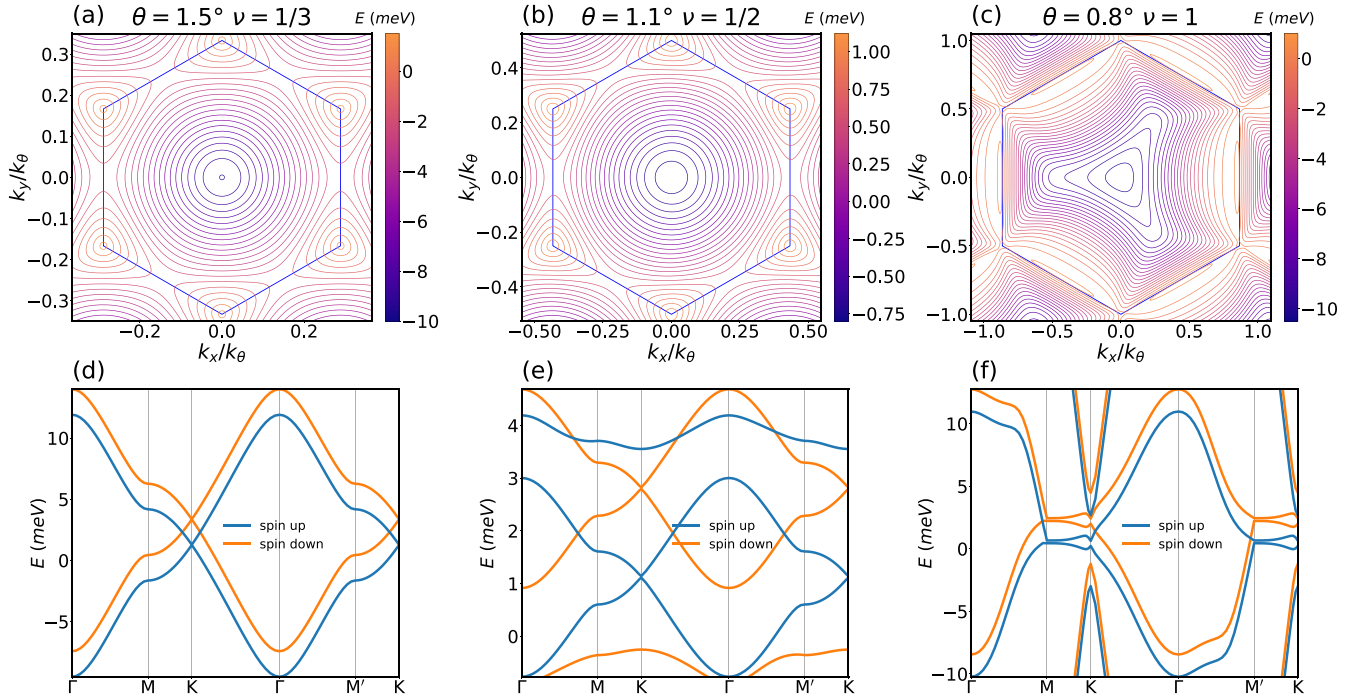 (a) θ = 1.5° ν = 1/3 E (meV)
(b) θ = 1.1° ν = 1/2 E (meV)
(c) θ = 0.8° ν = 1 E (meV)
0.3
0.2
0.1
0.0
−0.1
−0.2
−0.3
k_y/k_θ
−0.2 0.0 0.2
k_x/k_θ
0
−2
−4
−6
−8
−10
0.4
0.2
0.0
−0.2
−0.4
k_y/k_θ
−0.50 −0.25 0.00 0.25 0.50
k_x/k_θ
1.00
0.75
0.50
0.25
0.00
−0.25
−0.50
−0.75
1.0
0.5
0.0
−0.5
−1.0
k_y/k_θ
−1.0 −0.5 0.0 0.5 1.0
k_x/k_θ
0
−2
−4
−6
−8
−10
(d)
10
5
0
−5
E (meV)
spin up
spin down
Γ M K Γ M′ K
(e)
4
3
2
1
0
E (meV)
spin up
spin down
Γ M K Γ M′ K
(f)
10
5
0
−5
−10
E (meV)
spin up
spin down
Γ M K Γ M′ K